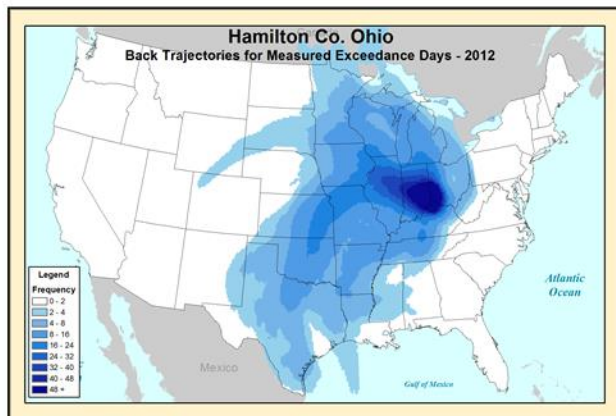 Hamilton Co. Ohio
Back Trajectories for Measured Exceedance Days - 2012
Legend
Frequency
0 - 2
2 - 4
4 - 8
8 - 16
16 - 24
24 - 32
32 - 40
40 - 48
48 +
Mexico
Gulf of Mexico
Atlantic
Ocean